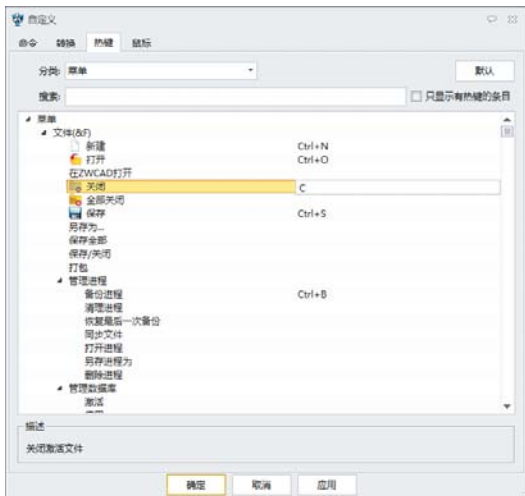 自定义
命令 转换 热键 鼠标
分类: 菜单 默认
搜索: 只显示有热键的条目
菜单
文件(&F)
新建 Ctrl+N
打开 Ctrl+O
在ZWCAD打开
关闭 C
全部关闭
保存 Ctrl+S
另存为...
保存全部
保存/关闭
打包
管理进程
备份进程 Ctrl+B
清理进程
恢复最后一次备份
同步文件
打开进程
另存进程为
删除进程
管理数据库
激活
描述
关闭激活文件
确定 取消 应用